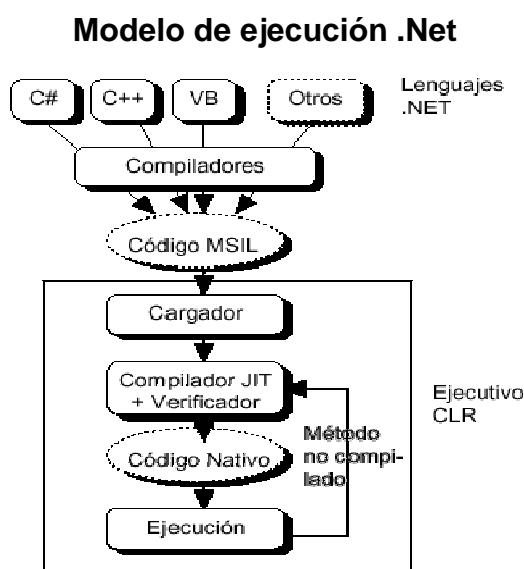 Modelo de ejecución .Net
C# C++ VB Otros
Lenguajes
.NET
Compiladores
Código MSIL
Cargador
Compilador JIT
+ Verificador
Ejecutivo
CLR
Método
no compi-
lado
Código Nativo
Ejecución